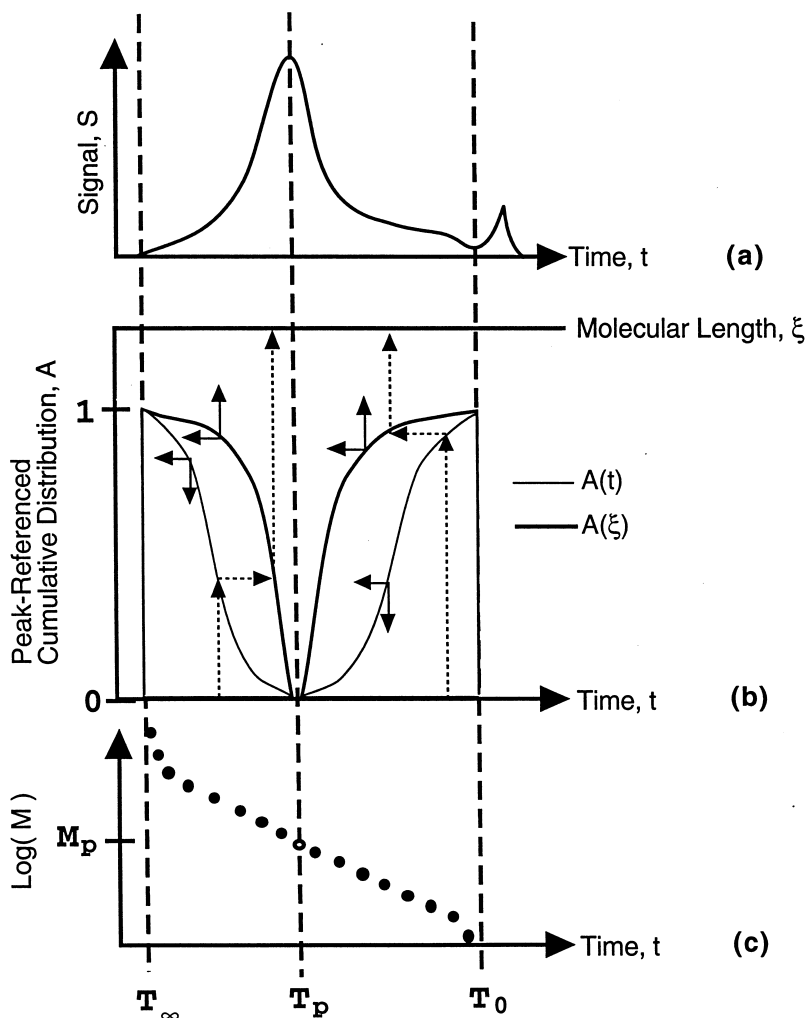 Signal, S
Time, t
(a)
Molecular Length, ξ
Peak-Referenced
Cumulative Distribution, A
1
A(t)
A(ξ)
0
Time, t
(b)
Log( M )
Mp
Time, t
(c)
T∞
Tp
T0